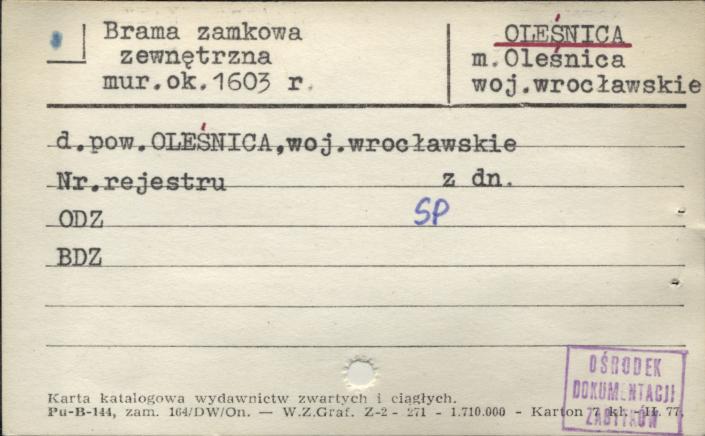 Brama zamkowa
zewnętrzna
mur.ok.1603 r.
OLEŚNICA
m.Oleśnica
woj.wrocławskie
d.pow.OLEŚNICA,woj.wrocławskie
Nr.rejestru z dn.
ODZ SP
BDZ
OŚRODEK
DOKUMENTACJI
ZABYTKÓW
Karta katalogowa wydawnictw zwartych i ciągłych.
Pu-B-144, zam. 164/DW/On. — W.Z.Graf. Z-2 - 271 - 1.710.000 - Karton 7 kl. - II. 77.